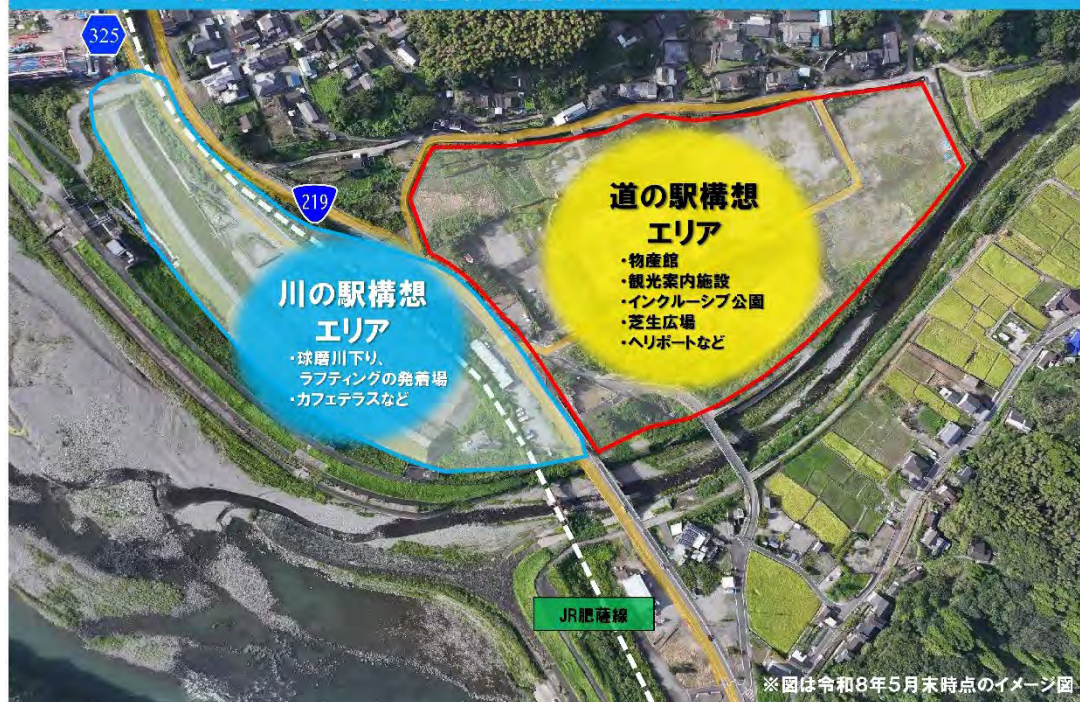 325
219
道の駅構想
エリア
・物産館
・観光案内施設
・インクルーシブ公園
・芝生広場
・ヘリポートなど
川の駅構想
エリア
・球磨川下り、
ラフティングの発着場
・カフェテラスなど
JR肥薩線
※図は令和8年5月末時点のイメージ図